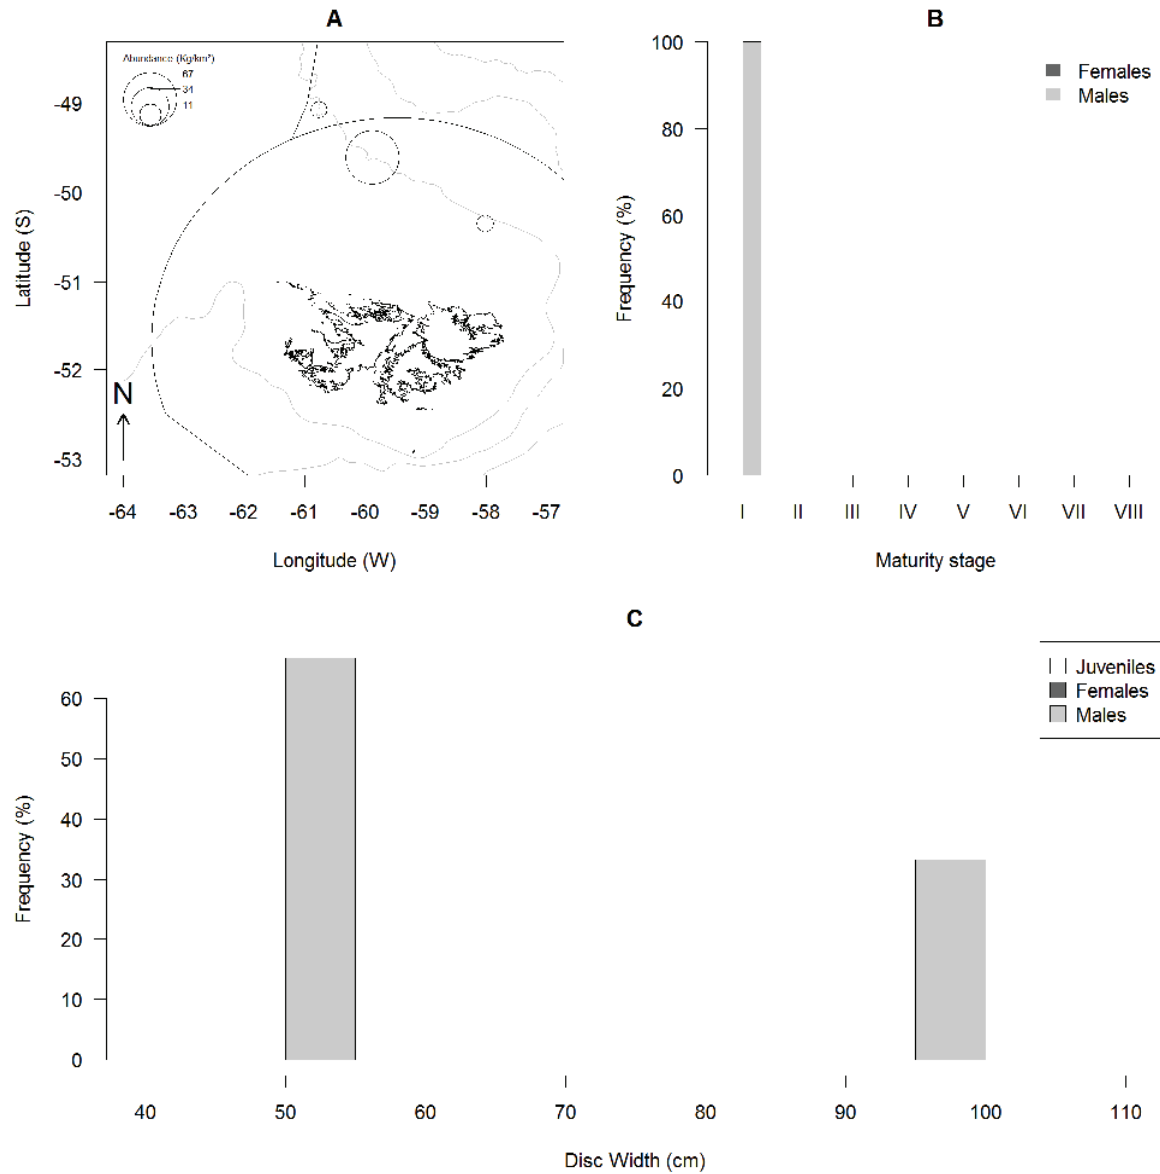 A
Abundance (Kg/km²)
67
34
11
-49
-50
-51
-52
-53
Latitude (S)
N
-64 -63 -62 -61 -60 -59 -58 -57
Longitude (W)
B
100
80
60
40
20
0
Frequency (%)
Females
Males
I II III IV V VI VII VIII
Maturity stage
C
60
50
40
30
20
10
0
Frequency (%)
Juveniles
Females
Males
40 50 60 70 80 90 100 110
Disc Width (cm)